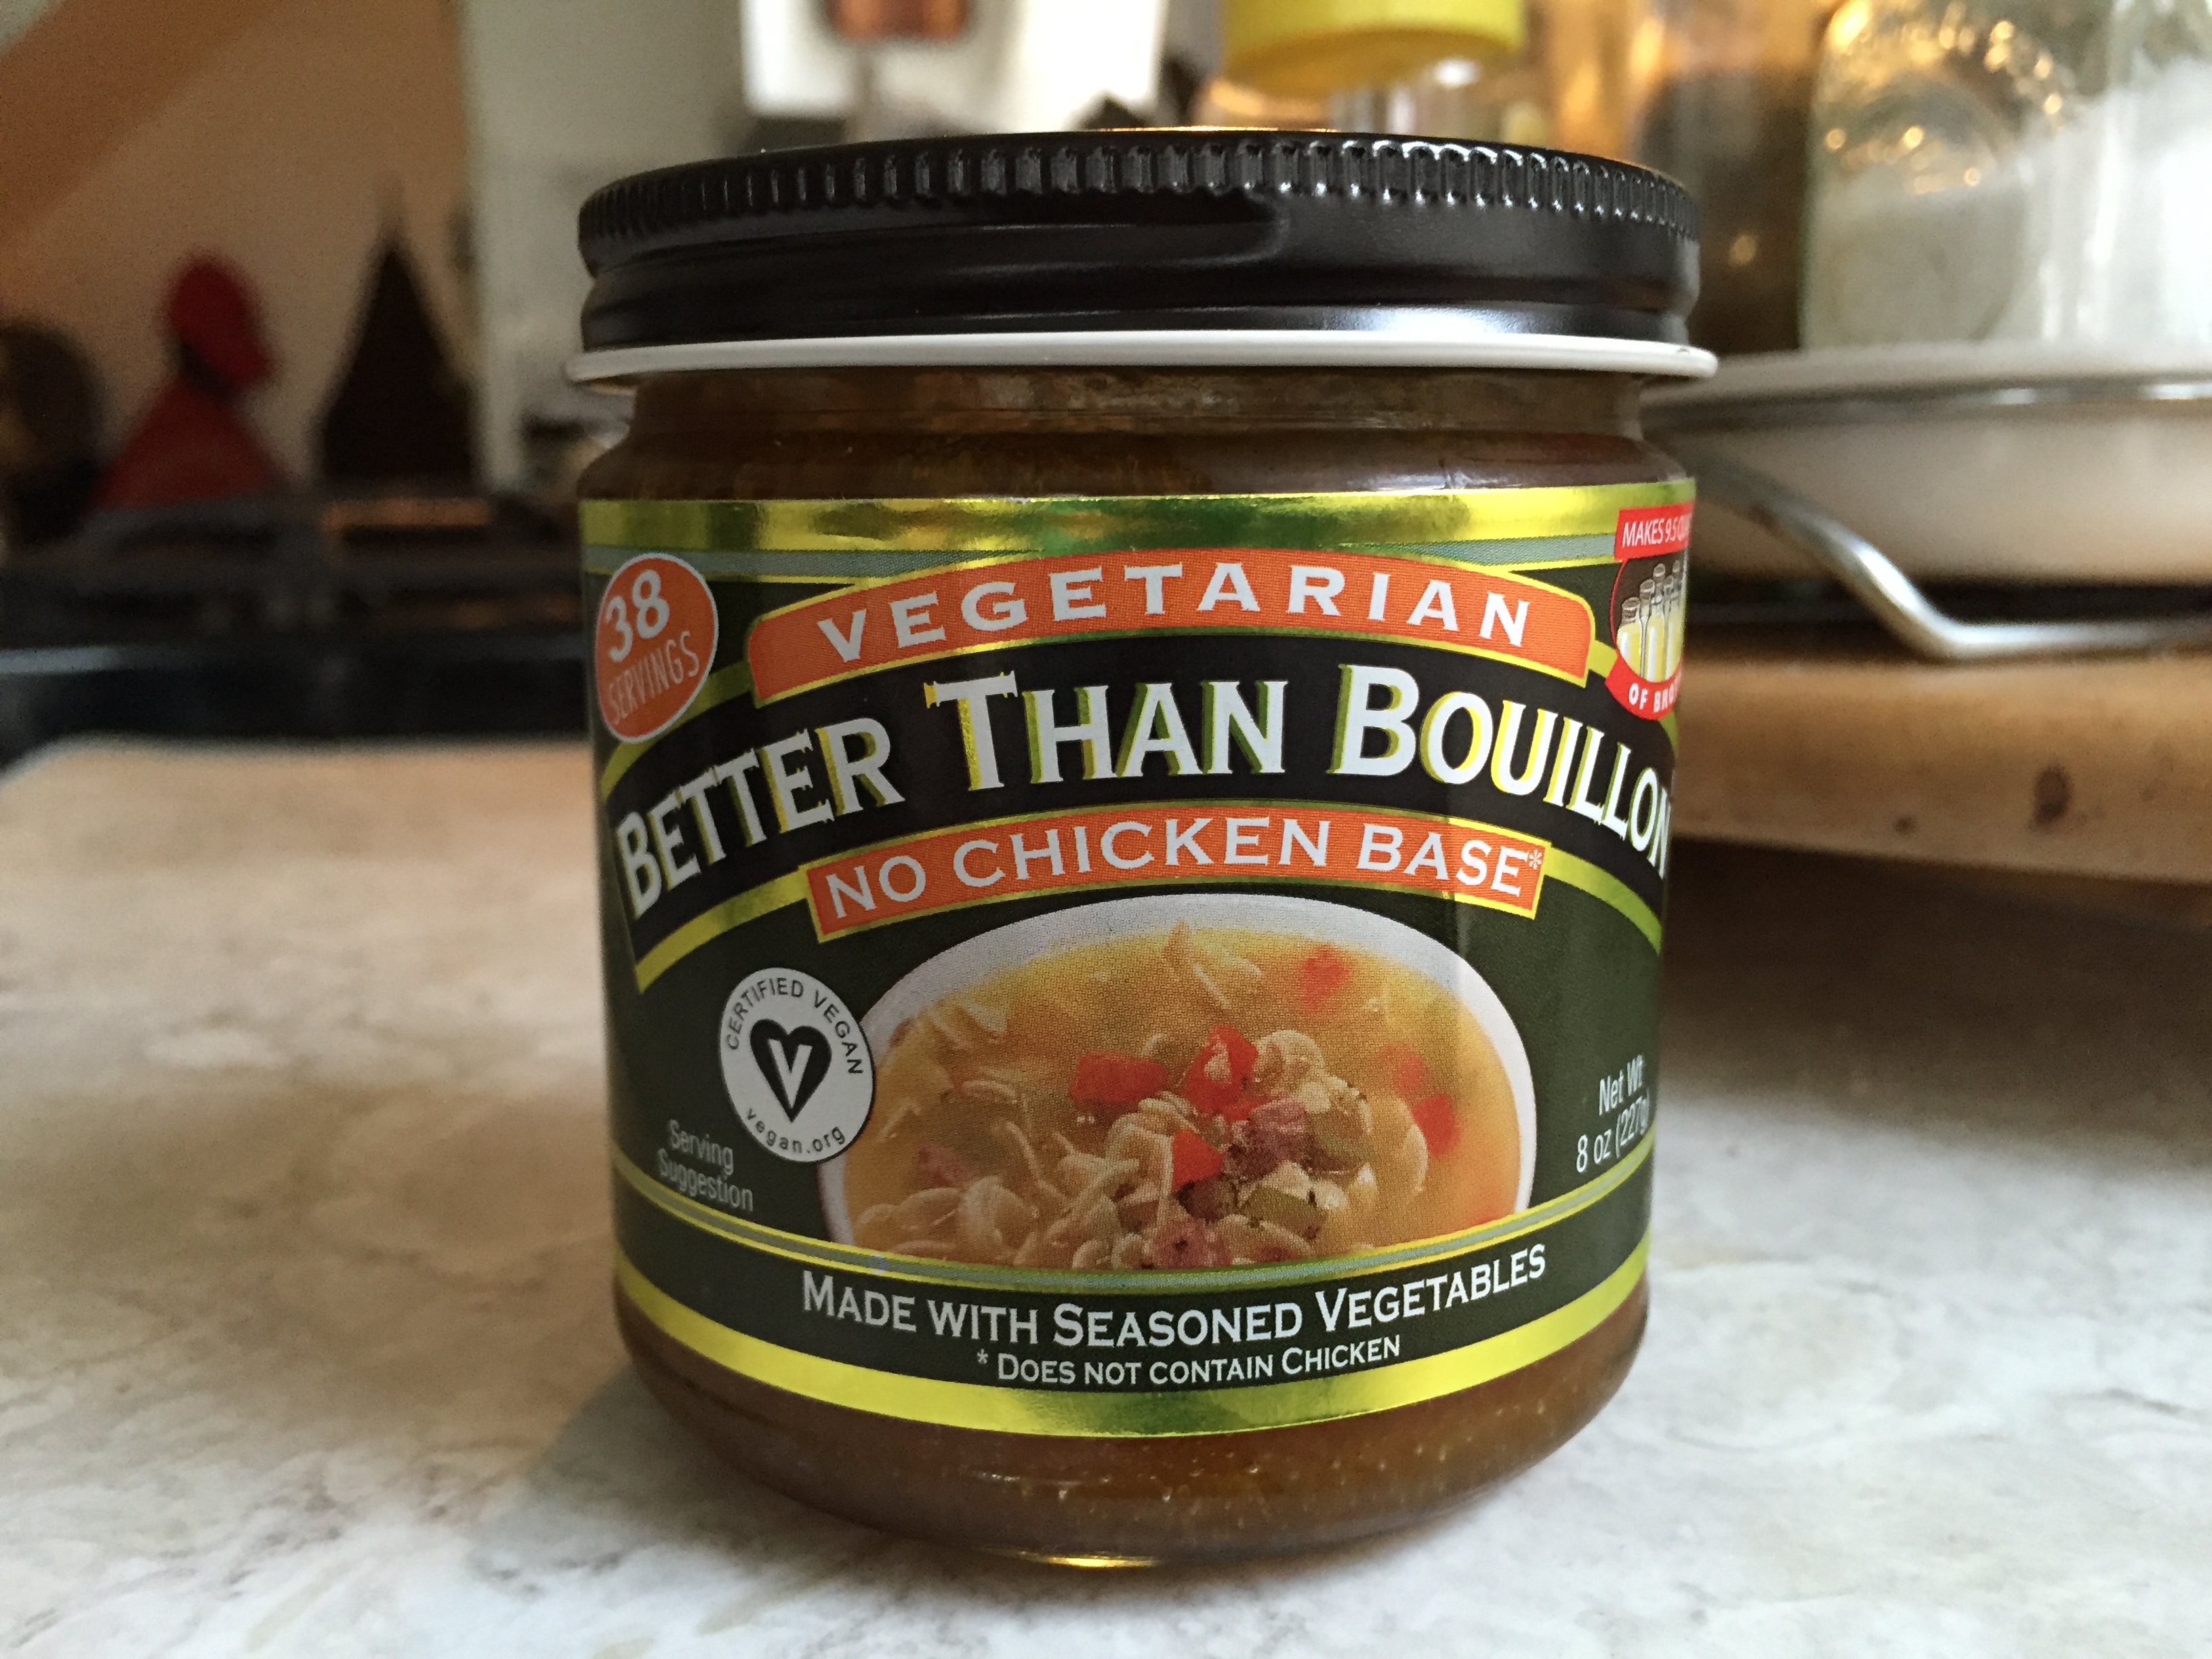 38
SERVINGS
VEGETARIAN
MAKES 9.5
OF
BETTER THAN BOUILLON
NO CHICKEN BASE*
CERTIFIED VEGAN
V
vegan.org
Serving
Suggestion
Net Wt
8 oz (227g)
MADE WITH SEASONED VEGETABLES
* DOES NOT CONTAIN CHICKEN